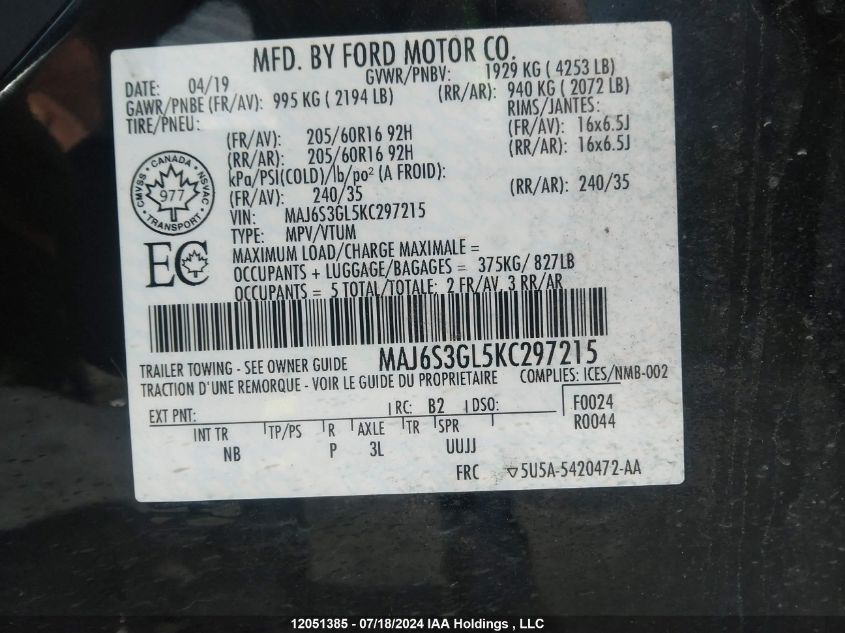 MFD. BY FORD MOTOR CO.
DATE: 04/19 GVWR/PNBV: 1929 KG ( 4253 LB)
GAWR/PNBE (FR/AV): 995 KG ( 2194 LB) (RR/AR): 940 KG ( 2072 LB)
TIRE/PNEU: RIMS/JANTES:
(FR/AV): 205/60R16 92H (FR/AV): 16x6.5J
(RR/AR): 205/60R16 92H (RR/AR): 16x6.5J
kPa/PSI(COLD)/lb/po² (A FROID):
(FR/AV): 240/35 (RR/AR): 240/35
CANADA
CMVSS NSVAC
977
TRANSPORT
VIN: MAJ6S3GL5KC297215
TYPE: MPV/VTUM
EC
MAXIMUM LOAD/CHARGE MAXIMALE =
OCCUPANTS + LUGGAGE/BAGAGES = 375KG/ 827LB
OCCUPANTS = 5 TOTAL/TOTALE: 2 FR/AV, 3 RR/AR
TRAILER TOWING - SEE OWNER GUIDE MAJ6S3GL5KC297215
TRACTION D'UNE REMORQUE - VOIR LE GUIDE DU PROPRIETAIRE COMPLIES: ICES/NMB-002
EXT PNT: RC: B2 DSO: F0024
R0044
INT TR TP/PS R AXLE TR SPR
NB P 3L UUJJ
FRC 5U5A-5420472-AA
12051385 - 07/18/2024 IAA Holdings , LLC